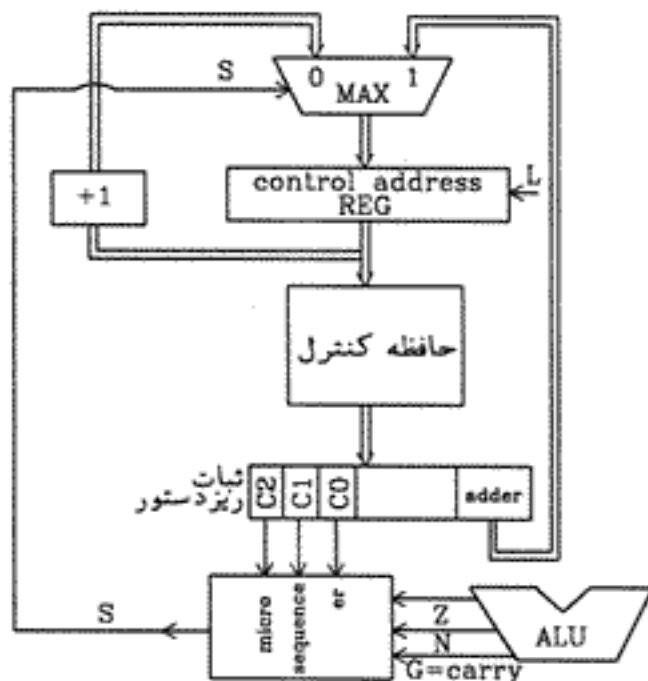 S
0
1
MAX
+1
control address
REG
L
حافظه کنترل
ثبات
ریزدستور
C2
C1
C0
adder
S
micro
sequence
er
Z
N
G=carry
ALU